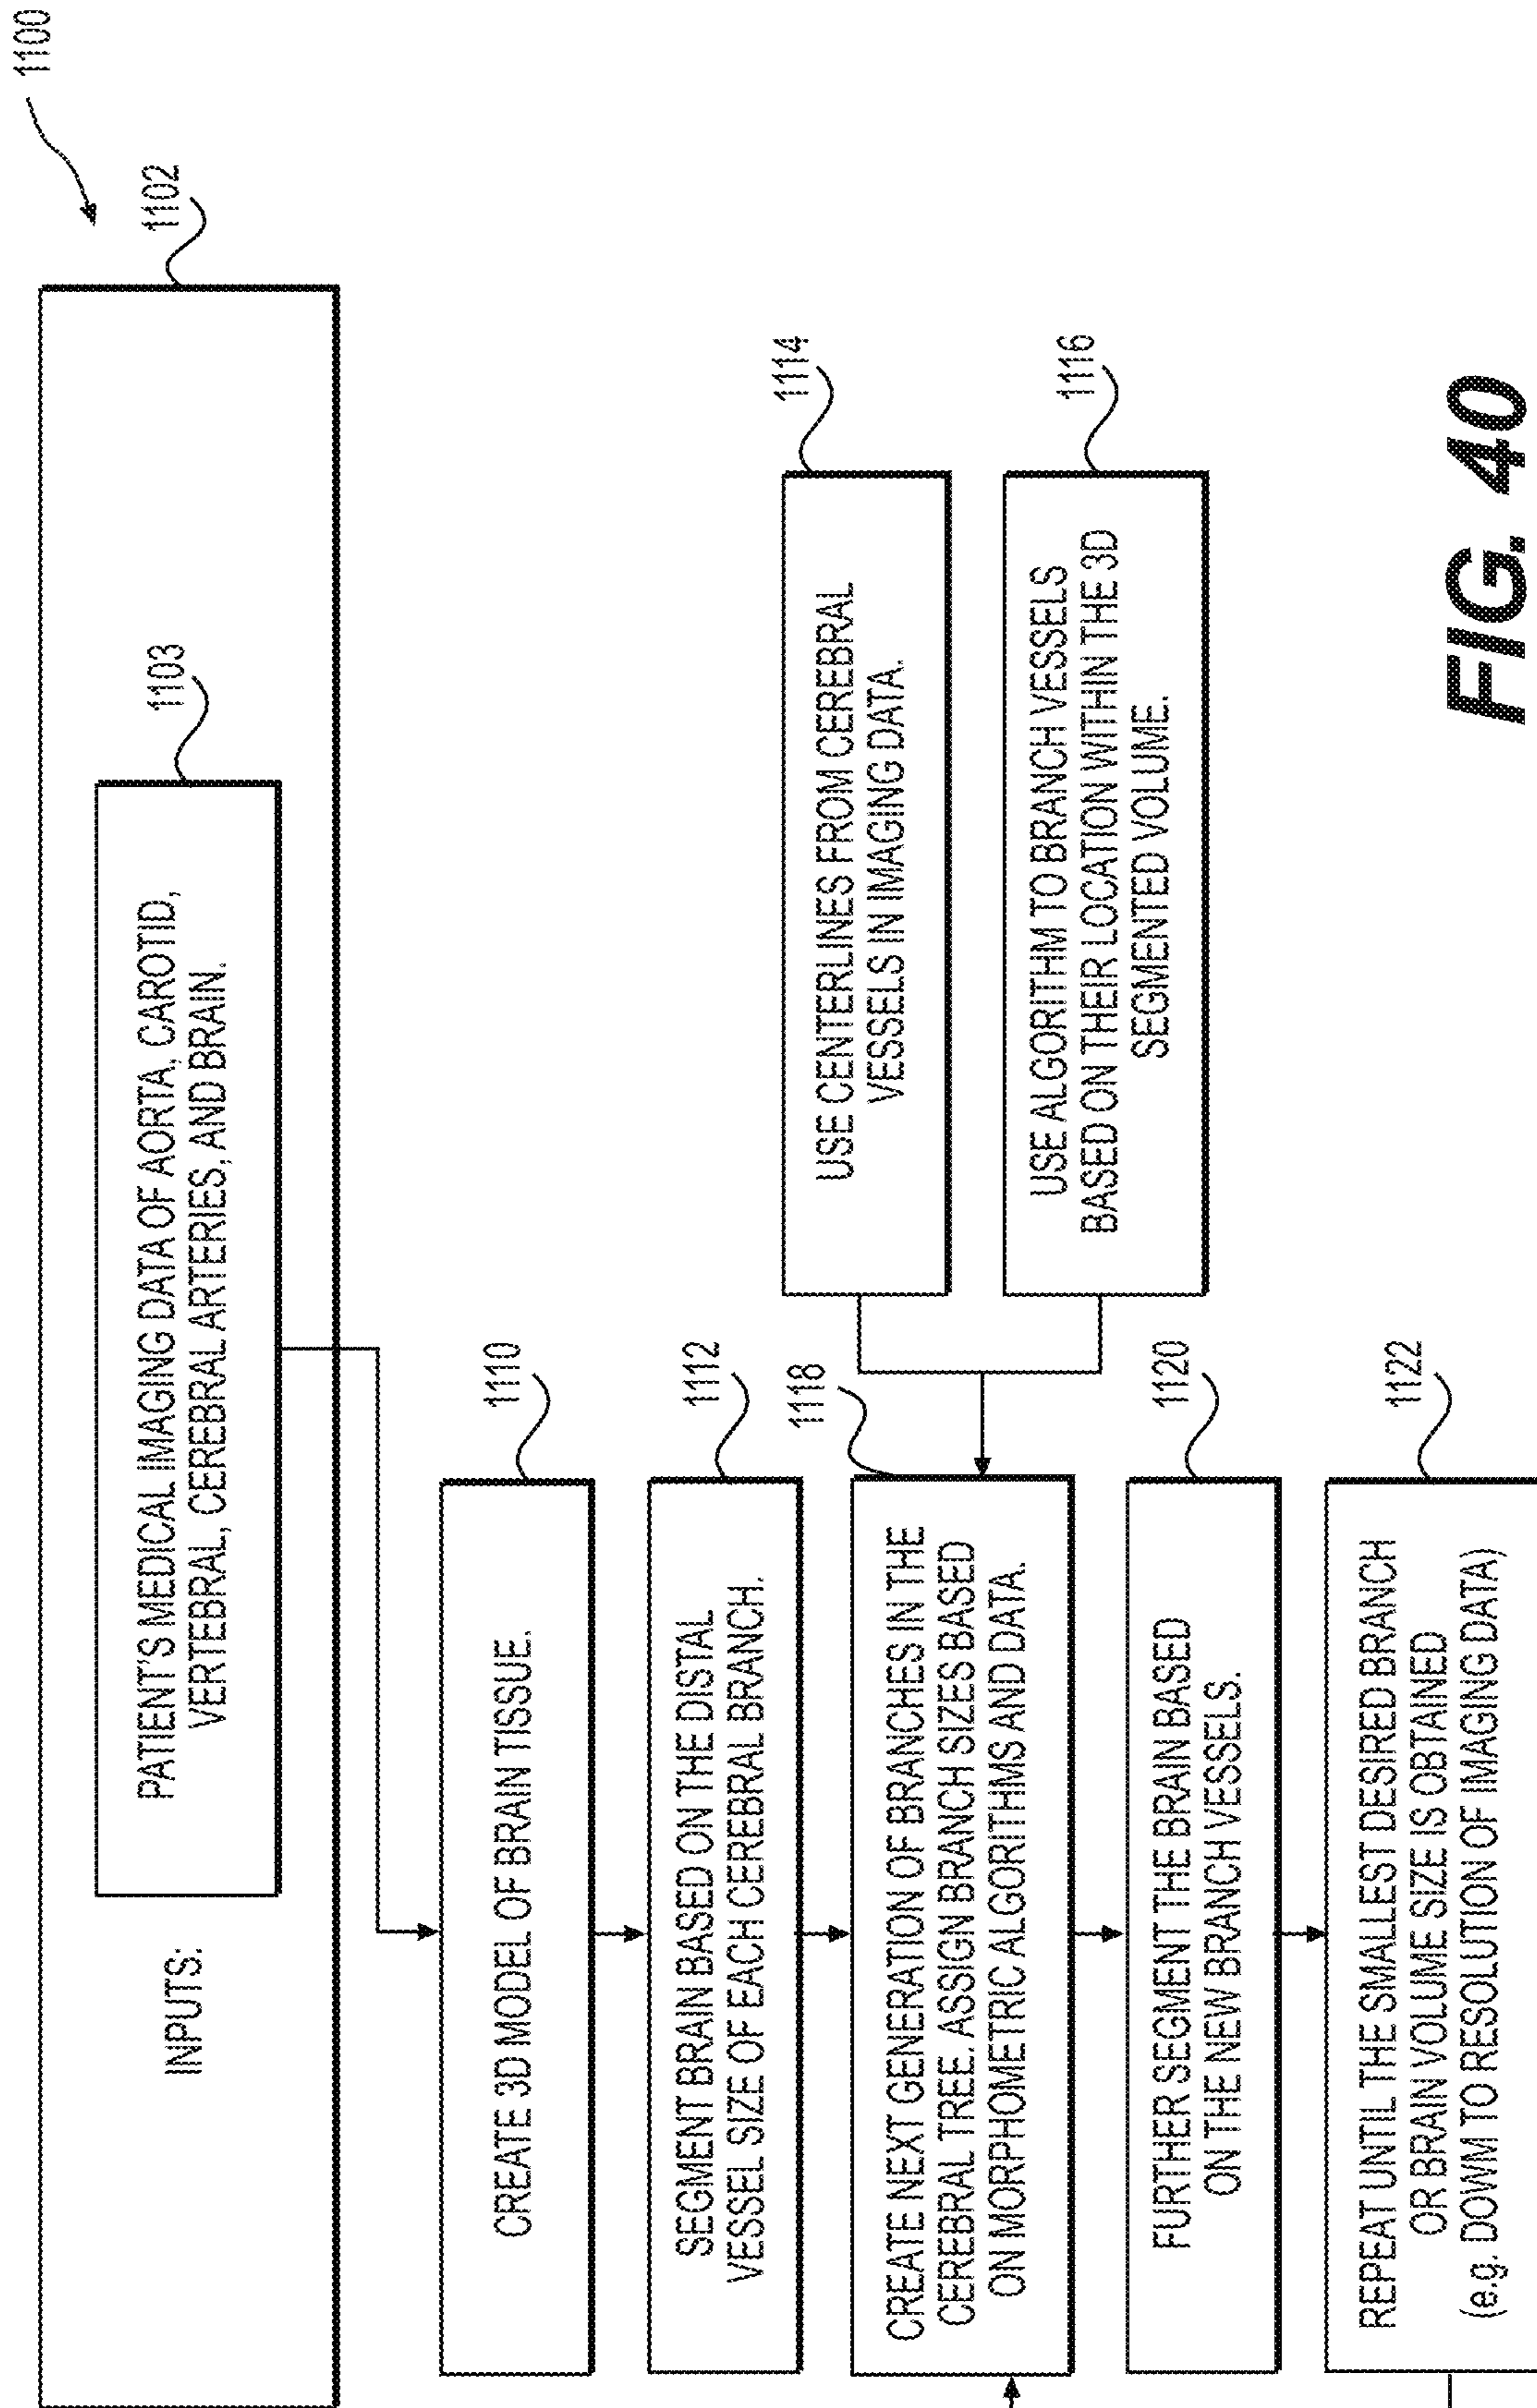 1100
1102
1103
INPUTS:
PATIENT'S MEDICAL IMAGING DATA OF AORTA, CAROTID,
VERTEBRAL, CEREBRAL ARTERIES, AND BRAIN.
1110
CREATE 3D MODEL OF BRAIN TISSUE.
1112
SEGMENT BRAIN BASED ON THE DISTAL
VESSEL SIZE OF EACH CEREBRAL BRANCH.
1114
USE CENTERLINES FROM CEREBRAL
VESSELS IN IMAGING DATA.
1116
USE ALGORITHM TO BRANCH VESSELS
BASED ON THEIR LOCATION WITHIN THE 3D
SEGMENTED VOLUME.
1118
CREATE NEXT GENERATION OF BRANCHES IN THE
CEREBRAL TREE. ASSIGN BRANCH SIZES BASED
ON MORPHOMETRIC ALGORITHMS AND DATA.
1120
FURTHER SEGMENT THE BRAIN BASED
ON THE NEW BRANCH VESSELS.
1122
REPEAT UNTIL THE SMALLEST DESIRED BRANCH
OR BRAIN VOLUME SIZE IS OBTAINED
(e.g. DOWM TO RESOLUTION OF IMAGING DATA)
FIG. 40